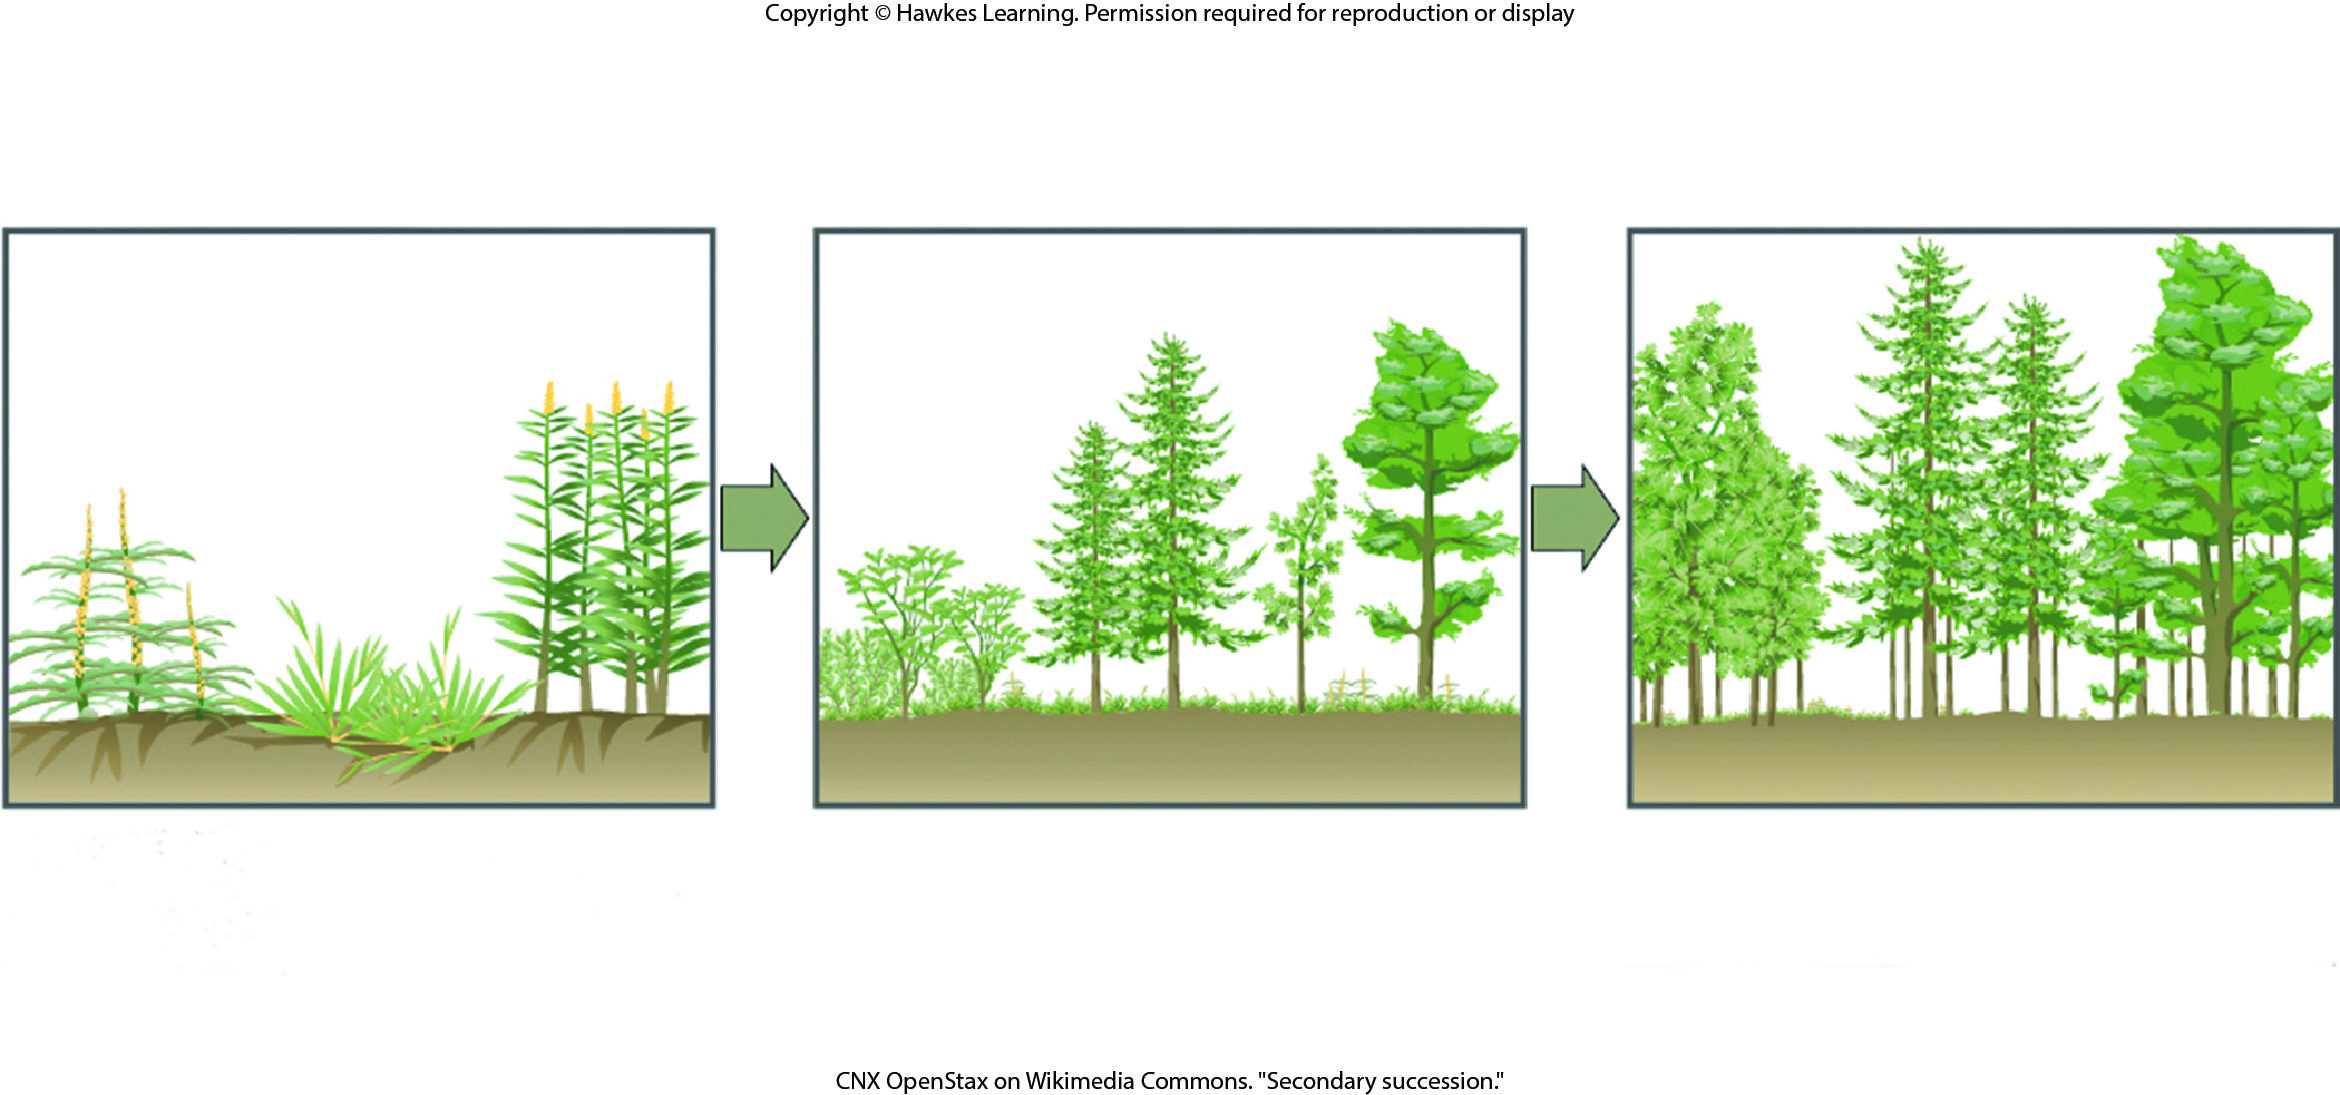 Copyright © Hawkes Learning. Permission required for reproduction or display
CNX OpenStax on Wikimedia Commons. "Secondary succession."